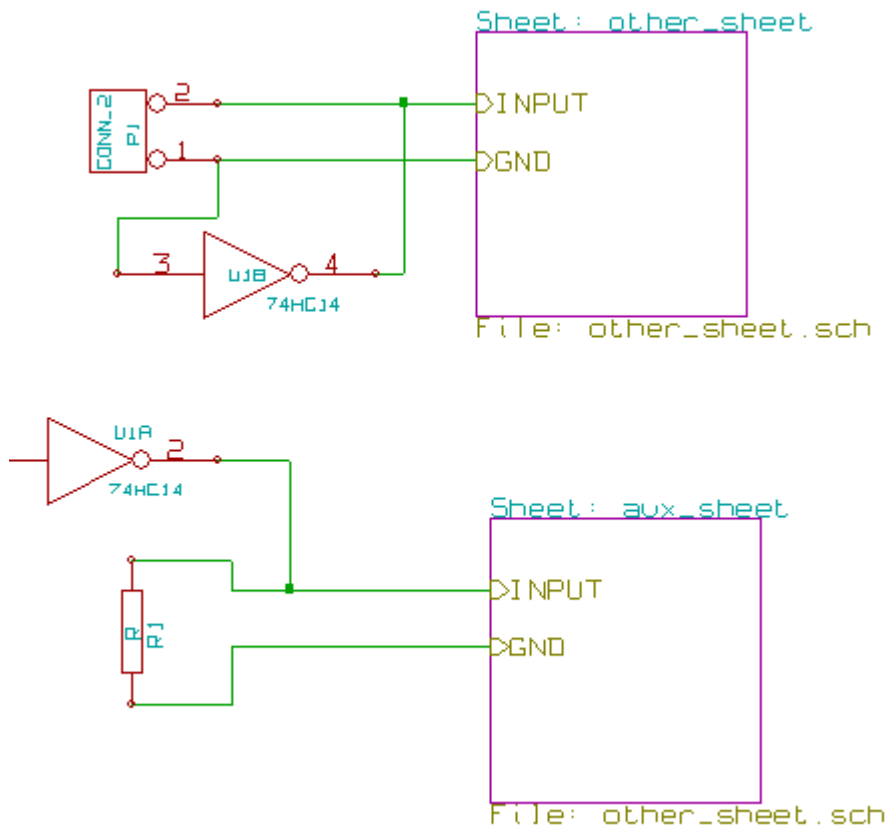 Sheet: other_sheet
CONN_2
P1
2
INPUT
1
GND
3
U1B
4
74HC14
File: other_sheet.sch
U1A
2
74HC14
Sheet: aux_sheet
INPUT
R
R1
GND
File: other_sheet.sch